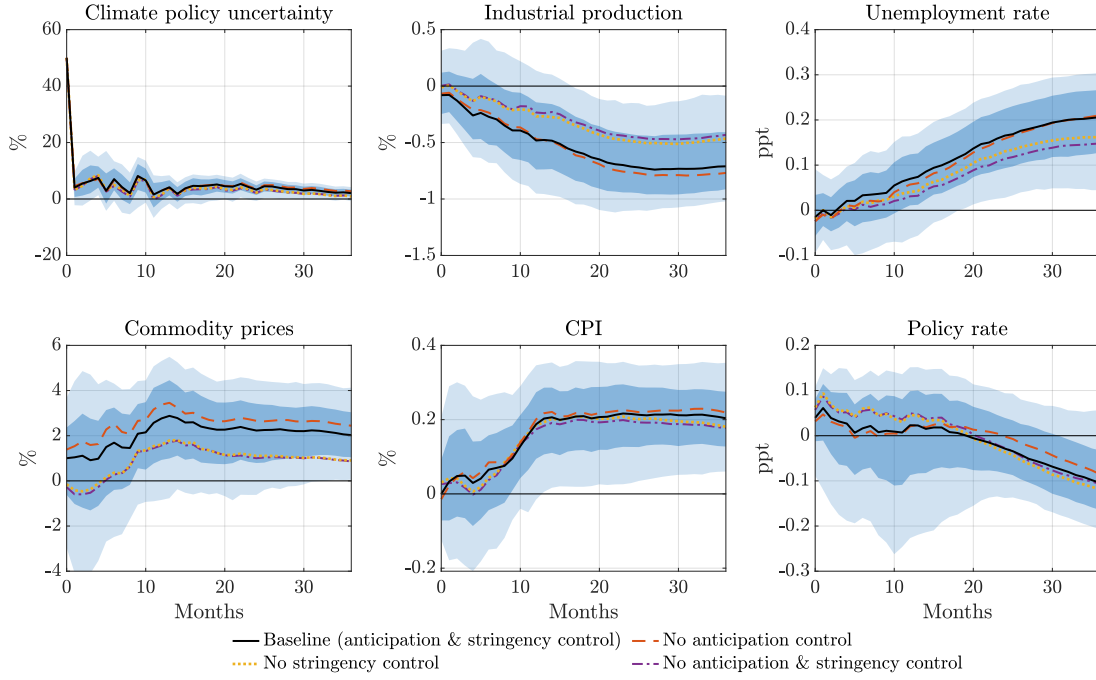 Climate policy uncertainty
60
40
20
0
-20
%
0 10 20 30
Industrial production
0.5
0
-0.5
-1
-1.5
%
0 10 20 30
Unemployment rate
0.4
0.3
0.2
0.1
0
-0.1
ppt
0 10 20 30
Commodity prices
6
4
2
0
-2
-4
%
0 10 20 30
Months
CPI
0.4
0.2
0
-0.2
%
0 10 20 30
Months
Policy rate
0.2
0.1
0
-0.1
-0.2
-0.3
ppt
0 10 20 30
Months
Baseline (anticipation & stringency control) No anticipation control
No stringency control No anticipation & stringency control